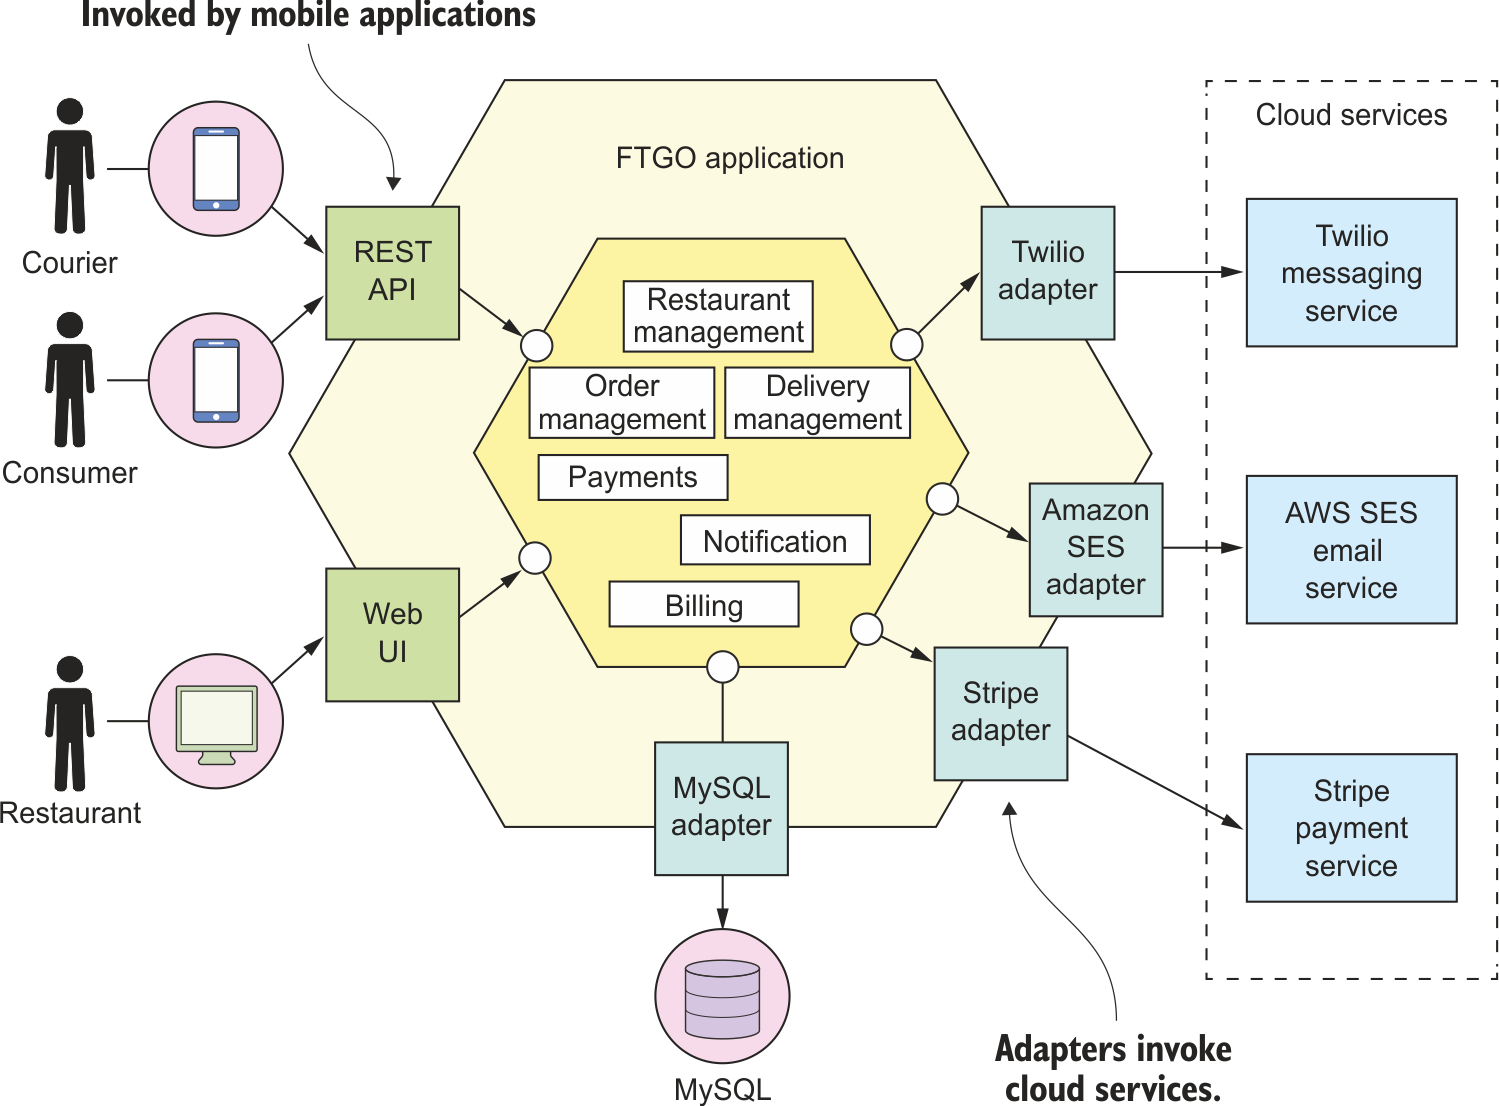 Invoked by mobile applications
Courier
Consumer
Restaurant
REST
API
Web
UI
FTGO application
Restaurant
management
Order
management
Delivery
management
Payments
Notification
Billing
Twilio
adapter
Amazon
SES
adapter
Stripe
adapter
MySQL
adapter
MySQL
Cloud services
Twilio
messaging
service
AWS SES
email
service
Stripe
payment
service
Adapters invoke
cloud services.